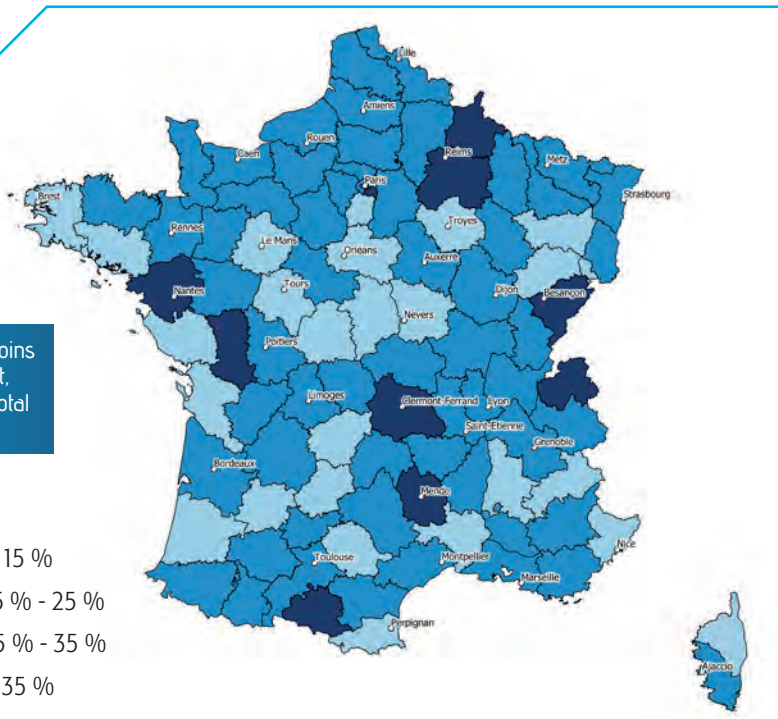 Lille
Amiens
Rouen
Caen
Reims
Metz
Paris
Strasbourg
Brest
Rennes
Le Mans
Troyes
Orléans
Auxerre
Tours
Nantes
Dijon
Besançon
Nevers
Poitiers
oins
t,
otal
Limoges
Clermont-Ferrand
Lyon
Saint-Etienne
Grenoble
Bordeaux
Mende
Nice
Toulouse
Montpellier
Marseille
Perpignan
Ajaccio
15 %
5 % - 25 %
5 % - 35 %
35 %